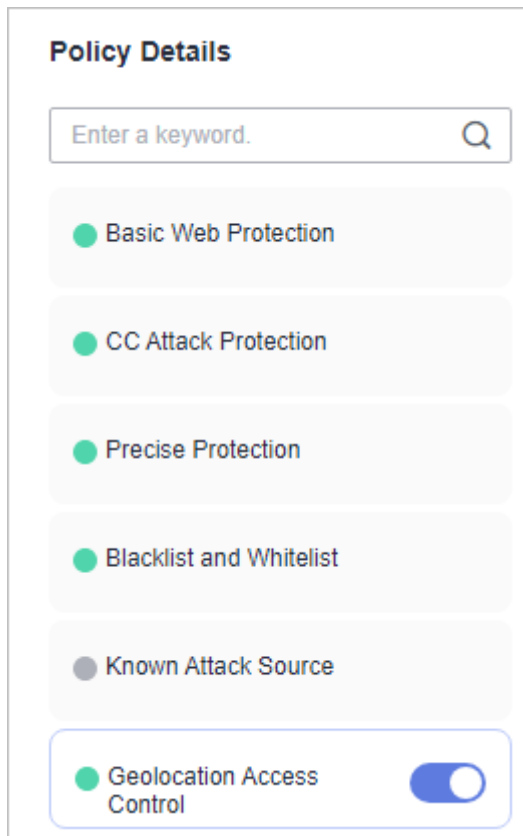 Policy Details
Enter a keyword.
Basic Web Protection
CC Attack Protection
Precise Protection
Blacklist and Whitelist
Known Attack Source
Geolocation Access
Control